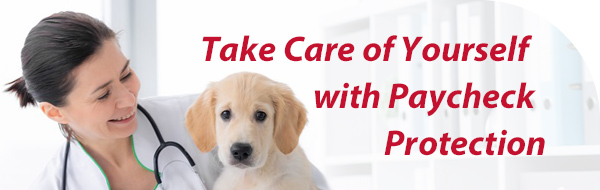 Take Care of Yourself
with Paycheck
Protection